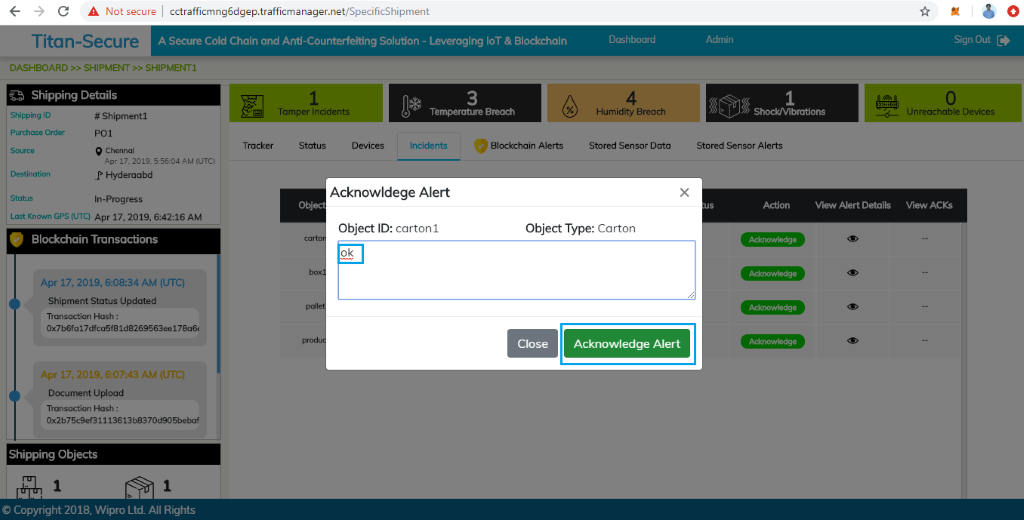 Not secure | cctrafficmng6dgep.trafficmanager.net/SpecificShipment
Titan-Secure
A Secure Cold Chain and Anti-Counterfeiting Solution - Leveraging IoT & Blockchain
Dashboard
Admin
Sign Out
DASHBOARD >> SHIPMENT >> SHIPMENT1
Shipping Details
Shipping ID # Shipment1
Purchase Order PO1
Source Chennai
Apr 17, 2019, 5:56:04 AM (UTC)
Destination Hyderaabd
Status In-Progress
Last Known GPS (UTC) Apr 17, 2019, 6:42:16 AM
Blockchain Transactions
Apr 17, 2019, 6:08:34 AM (UTC)
Shipment Status Updated
Transaction Hash :
0x7b6fa17dfca5f81d8269563ee178a6
Apr 17, 2019, 6:07:43 AM (UTC)
Document Upload
Transaction Hash :
0x2b75c9ef31113613b8370d905bebaf
Shipping Objects
1
1
1
Tamper Incidents
3
Temperature Breach
4
Humidity Breach
1
Shock/Vibrations
0
Unreachable Devices
Tracker Status Devices Incidents Blockchain Alerts Stored Sensor Data Stored Sensor Alerts
Object tus Action View Alert Details View ACKs
carton Acknowledge --
box1 Acknowledge --
pallet Acknowledge --
produc Acknowledge --
Acknowldege Alert ×
Object ID: carton1 Object Type: Carton
ok
Close Acknowledge Alert
© Copyright 2018, Wipro Ltd. All Rights